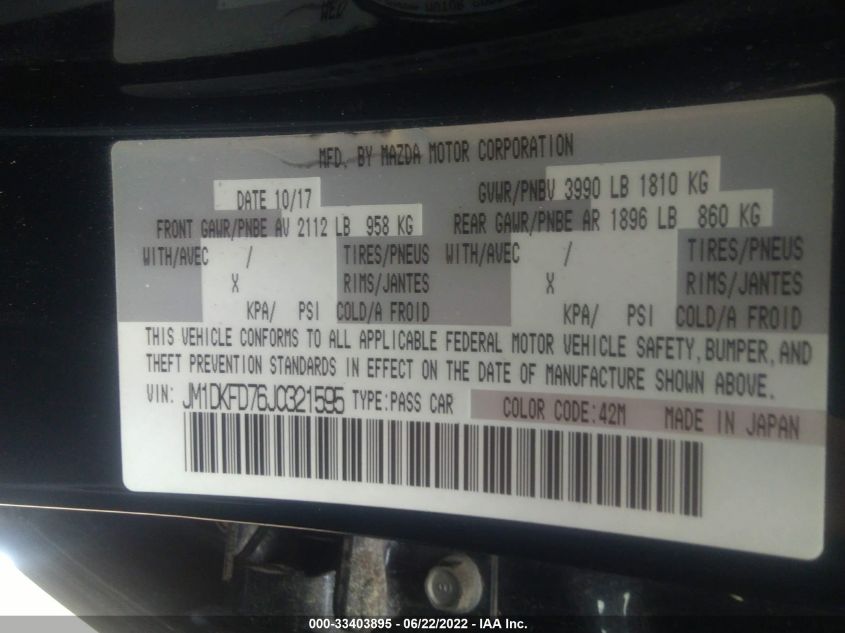 WED
MFD. BY MAZDA MOTOR CORPORATION
DATE 10/17 GVWR/PNBV 3990 LB 1810 KG
FRONT GAWR/PNBE AV 2112 LB 958 KG REAR GAWR/PNBE AR 1896 LB 860 KG
WITH/AVEC / TIRES/PNEUS WITH/AVEC / TIRES/PNEUS
X RIMS/JANTES X RIMS/JANTES
KPA/ PSI COLD/A FROID KPA/ PSI COLD/A FROID
THIS VEHICLE CONFORMS TO ALL APPLICABLE FEDERAL MOTOR VEHICLE SAFETY, BUMPER, AND
THEFT PREVENTION STANDARDS IN EFFECT ON THE DATE OF MANUFACTURE SHOWN ABOVE.
VIN: JM1DKFD76J0321595 TYPE:PASS CAR COLOR CODE:42M MADE IN JAPAN
000-33403895 - 06/22/2022 - IAA Inc.